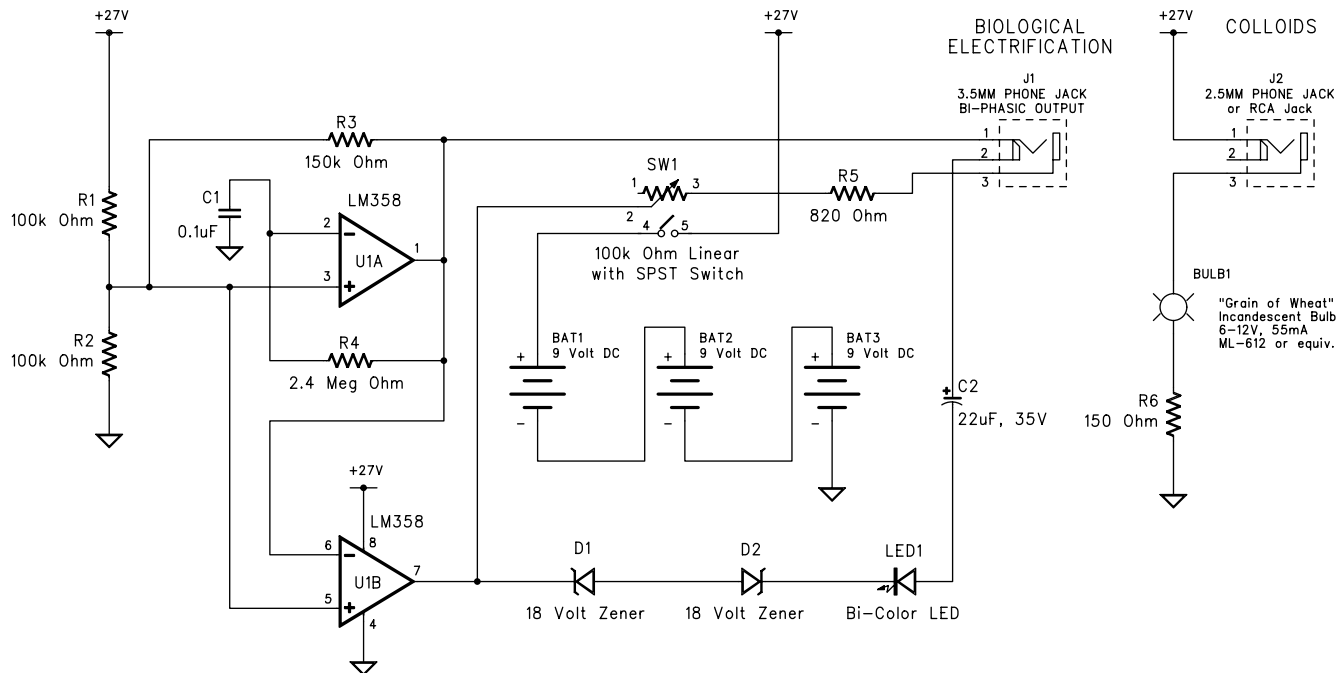 +27V
+27V
BIOLOGICAL
ELECTRIFICATION
+27V
COLLOIDS
J1
3.5MM PHONE JACK
BI-PHASIC OUTPUT
J2
2.5MM PHONE JACK
or RCA Jack
R3
150k Ohm
1
2
3
1
2
3
SW1
1
3
2
4
5
100k Ohm Linear
with SPST Switch
R5
820 Ohm
R1
100k Ohm
C1
0.1uF
LM358
2
3
1
U1A
R2
100k Ohm
R4
2.4 Meg Ohm
BULB1
"Grain of Wheat"
Incandescent Bulb
6-12V, 55mA
ML-612 or equiv.
BAT1
9 Volt DC
+
-
BAT2
9 Volt DC
+
-
BAT3
9 Volt DC
+
-
+
C2
22uF, 35V
R6
150 Ohm
+27V
LM358
6
5
8
7
4
U1B
D1
18 Volt Zener
D2
18 Volt Zener
LED1
Bi-Color LED